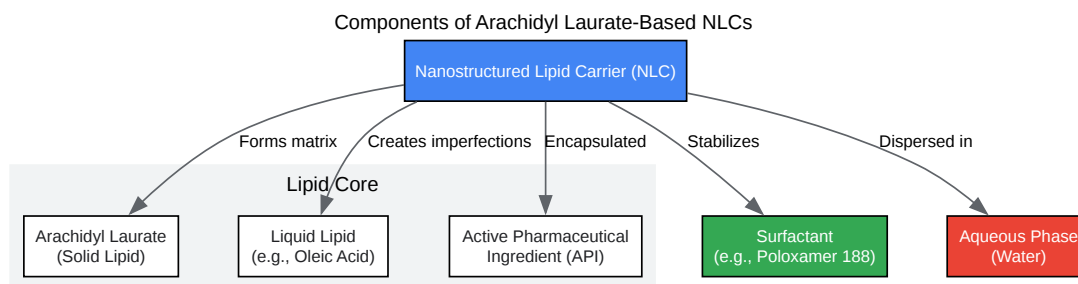 Components of Arachidyl Laurate-Based NLCs
Nanostructured Lipid Carrier (NLC)
Forms matrix
Creates imperfections
Encapsulated
Stabilizes
Dispersed in
Lipid Core
Arachidyl Laurate
(Solid Lipid)
Liquid Lipid
(e.g., Oleic Acid)
Active Pharmaceutical
Ingredient (API)
Surfactant
(e.g., Poloxamer 188)
Aqueous Phase
(Water)